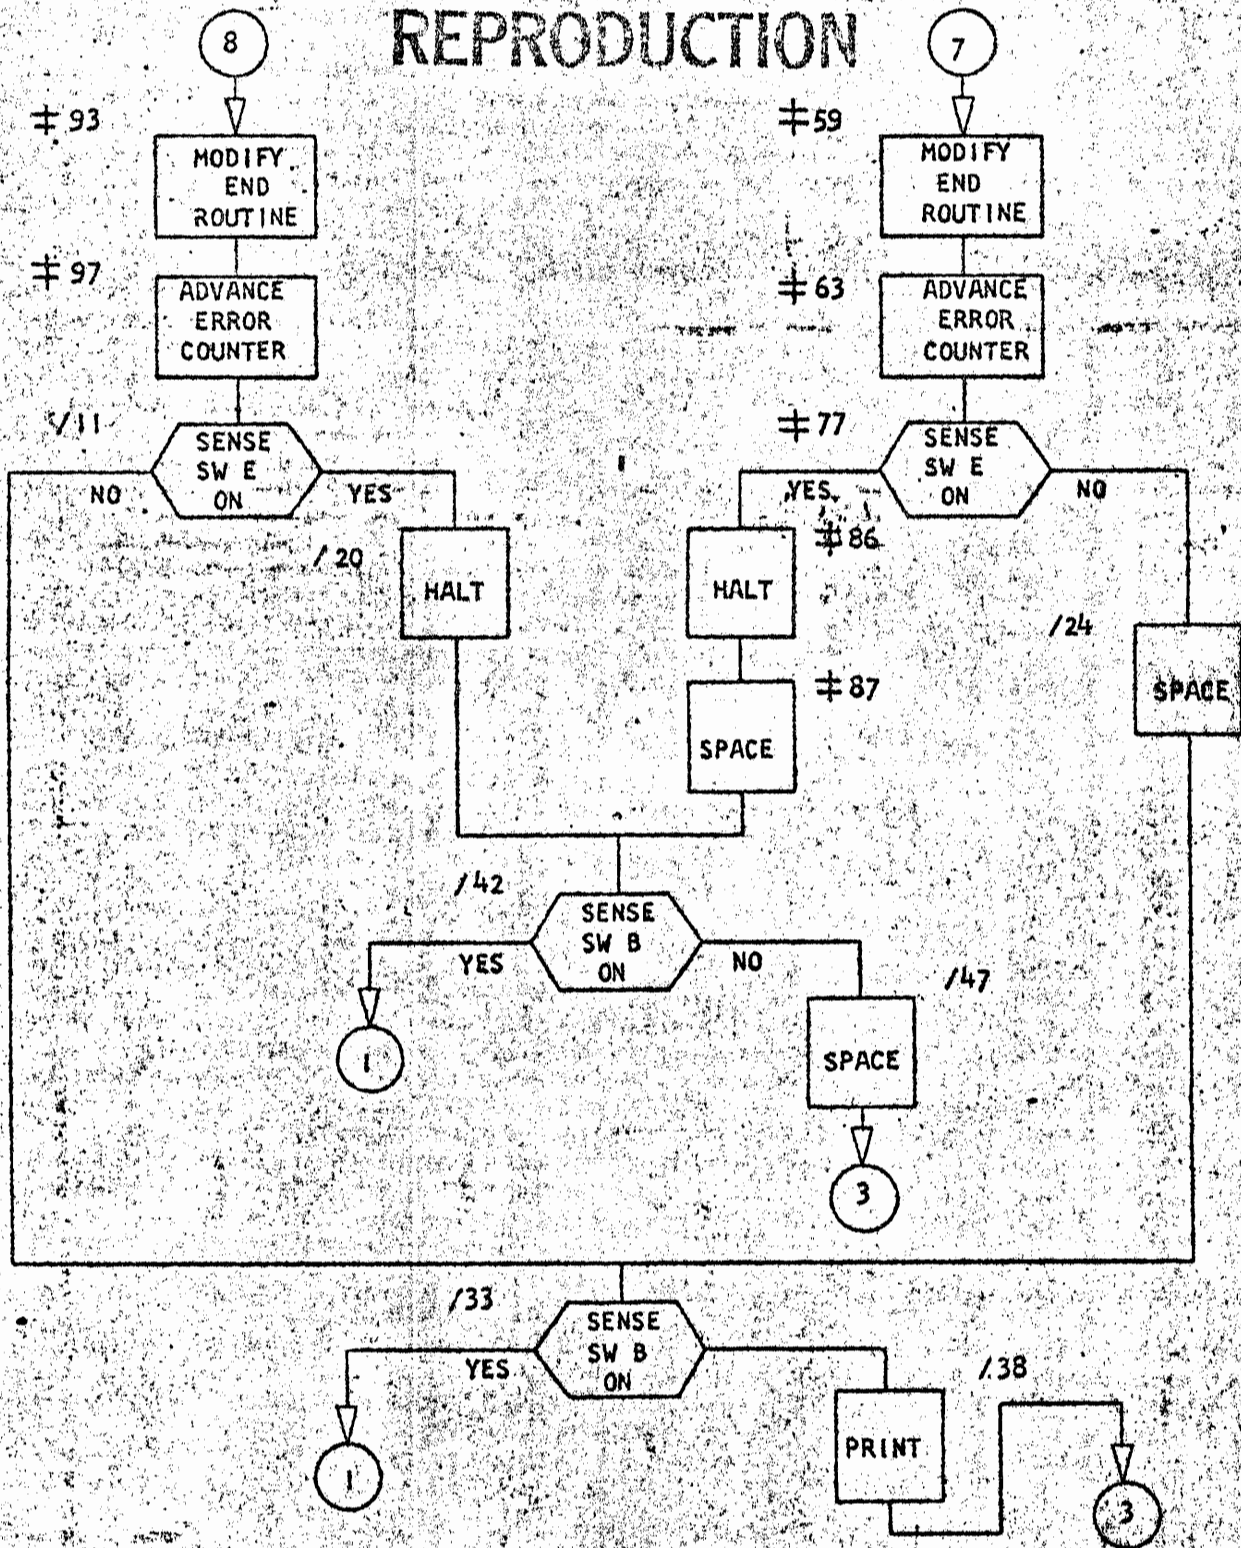 REPRODUCTION
8
7
‡ 93
‡ 59
MODIFY
END
ROUTINE
MODIFY
END
ROUTINE
‡ 97
‡ 63
ADVANCE
ERROR
COUNTER
ADVANCE
ERROR
COUNTER
/11
‡ 77
SENSE
SW E
ON
SENSE
SW E
ON
NO
YES
YES
NO
/20
‡ 86
HALT
HALT
/24
‡ 87
SPACE
SPACE
/42
SENSE
SW B
ON
YES
NO
/47
1
SPACE
3
/33
SENSE
SW B
ON
YES
/38
PRINT
1
3